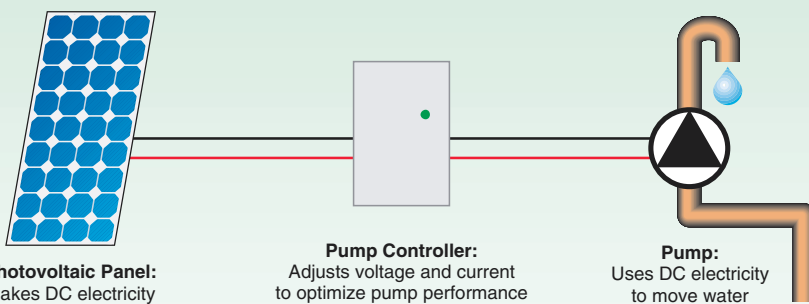 hotovoltaic Panel:
akes DC electricity
Pump Controller:
Adjusts voltage and current
to optimize pump performance
Pump:
Uses DC electricity
to move water